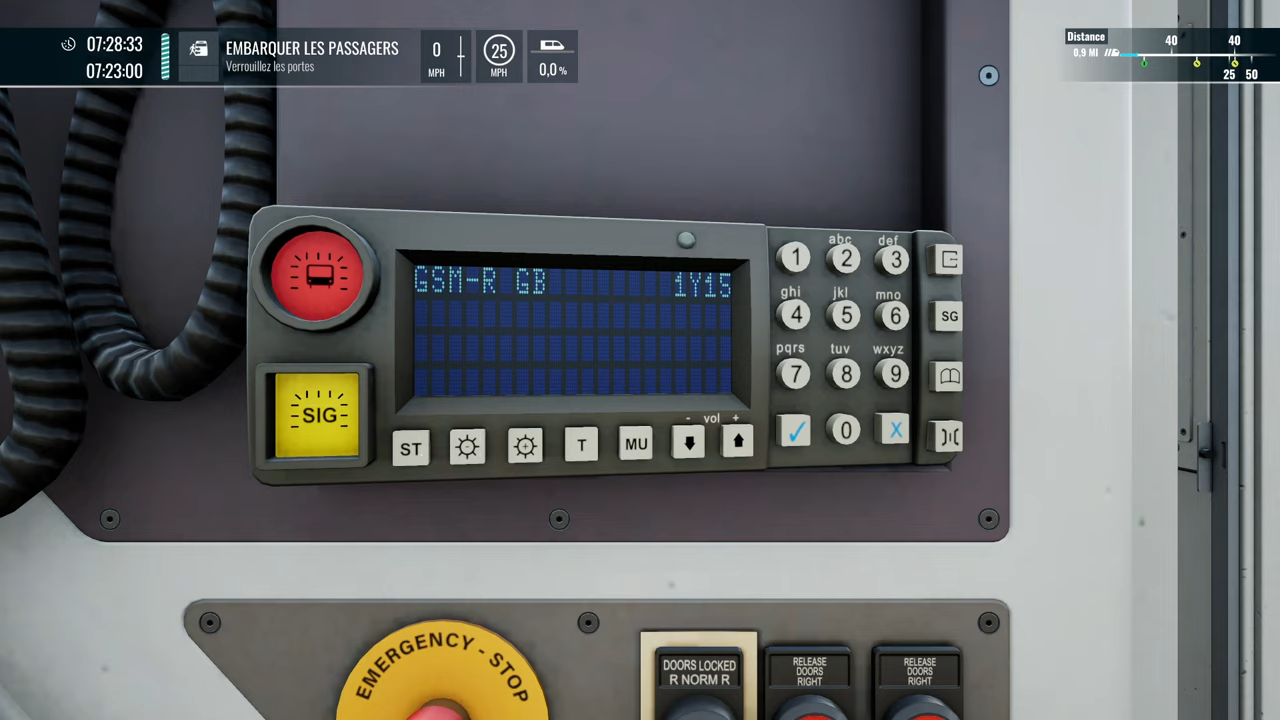 07:28:33
07:23:00
EMBARQUER LES PASSAGERS
Verrouillez les portes
0
MPH
25
MPH
0,0 %
Distance
0,9 MI
40
40
25
50
GSM-R GB
1Y15
SIG
ST
T
MU
- vol +
1
abc
2
def
3
ghi
4
jkl
5
mno
6
pqrs
7
tuv
8
wxyz
9
✓
0
X
SG
EMERGENCY - STOP
DOORS LOCKED
R NORM R
RELEASE
DOORS
RIGHT
RELEASE
DOORS
RIGHT